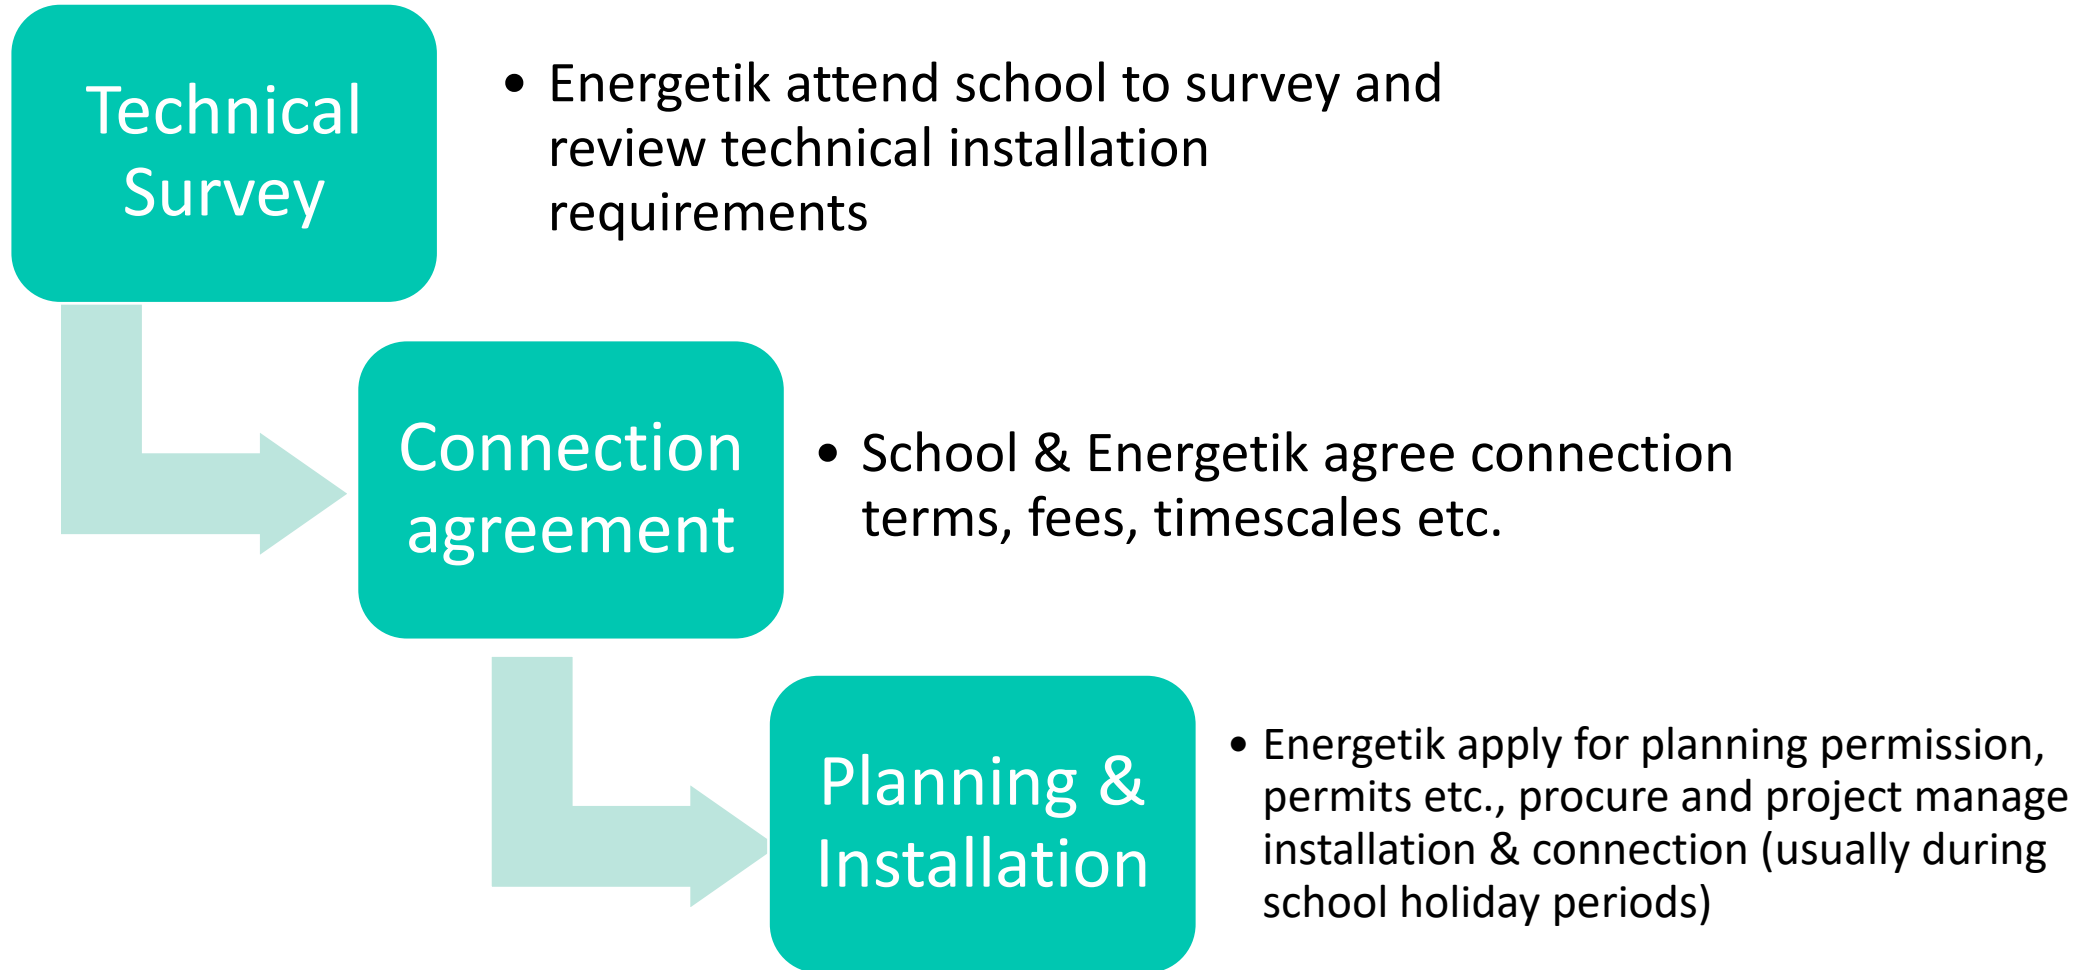 Technical
Survey
• Energetik attend school to survey and
review technical installation
requirements
Connection
agreement
• School & Energetik agree connection
terms, fees, timescales etc.
Planning &
Installation
• Energetik apply for planning permission,
permits etc., procure and project manage
installation & connection (usually during
school holiday periods)